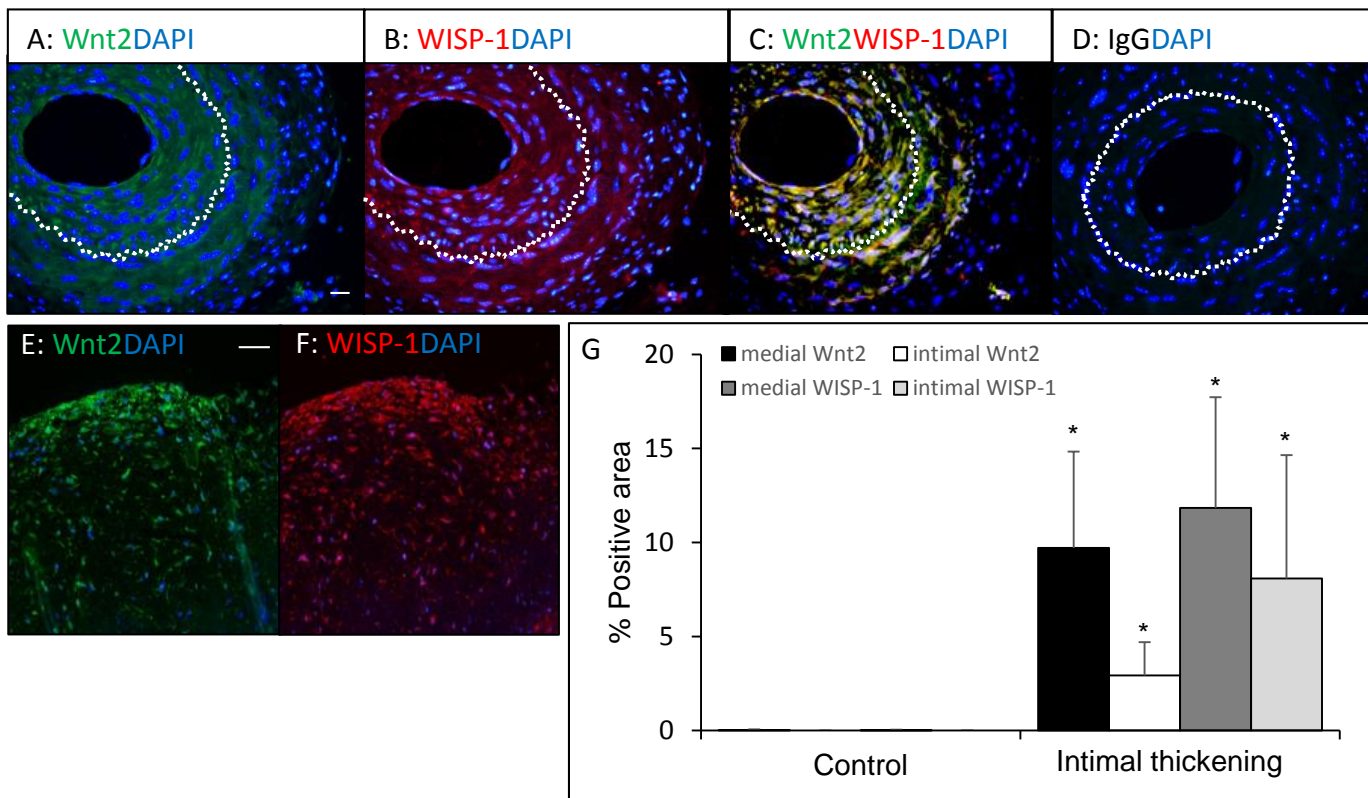 A: Wnt2DAPI
B: WISP-1DAPI
C: Wnt2WISP-1DAPI
D: IgGDAPI
E: Wnt2DAPI
F: WISP-1DAPI
G
medial Wnt2
intimal Wnt2
medial WISP-1
intimal WISP-1
% Positive area
20
15
10
5
0
*
*
*
*
Control
Intimal thickening